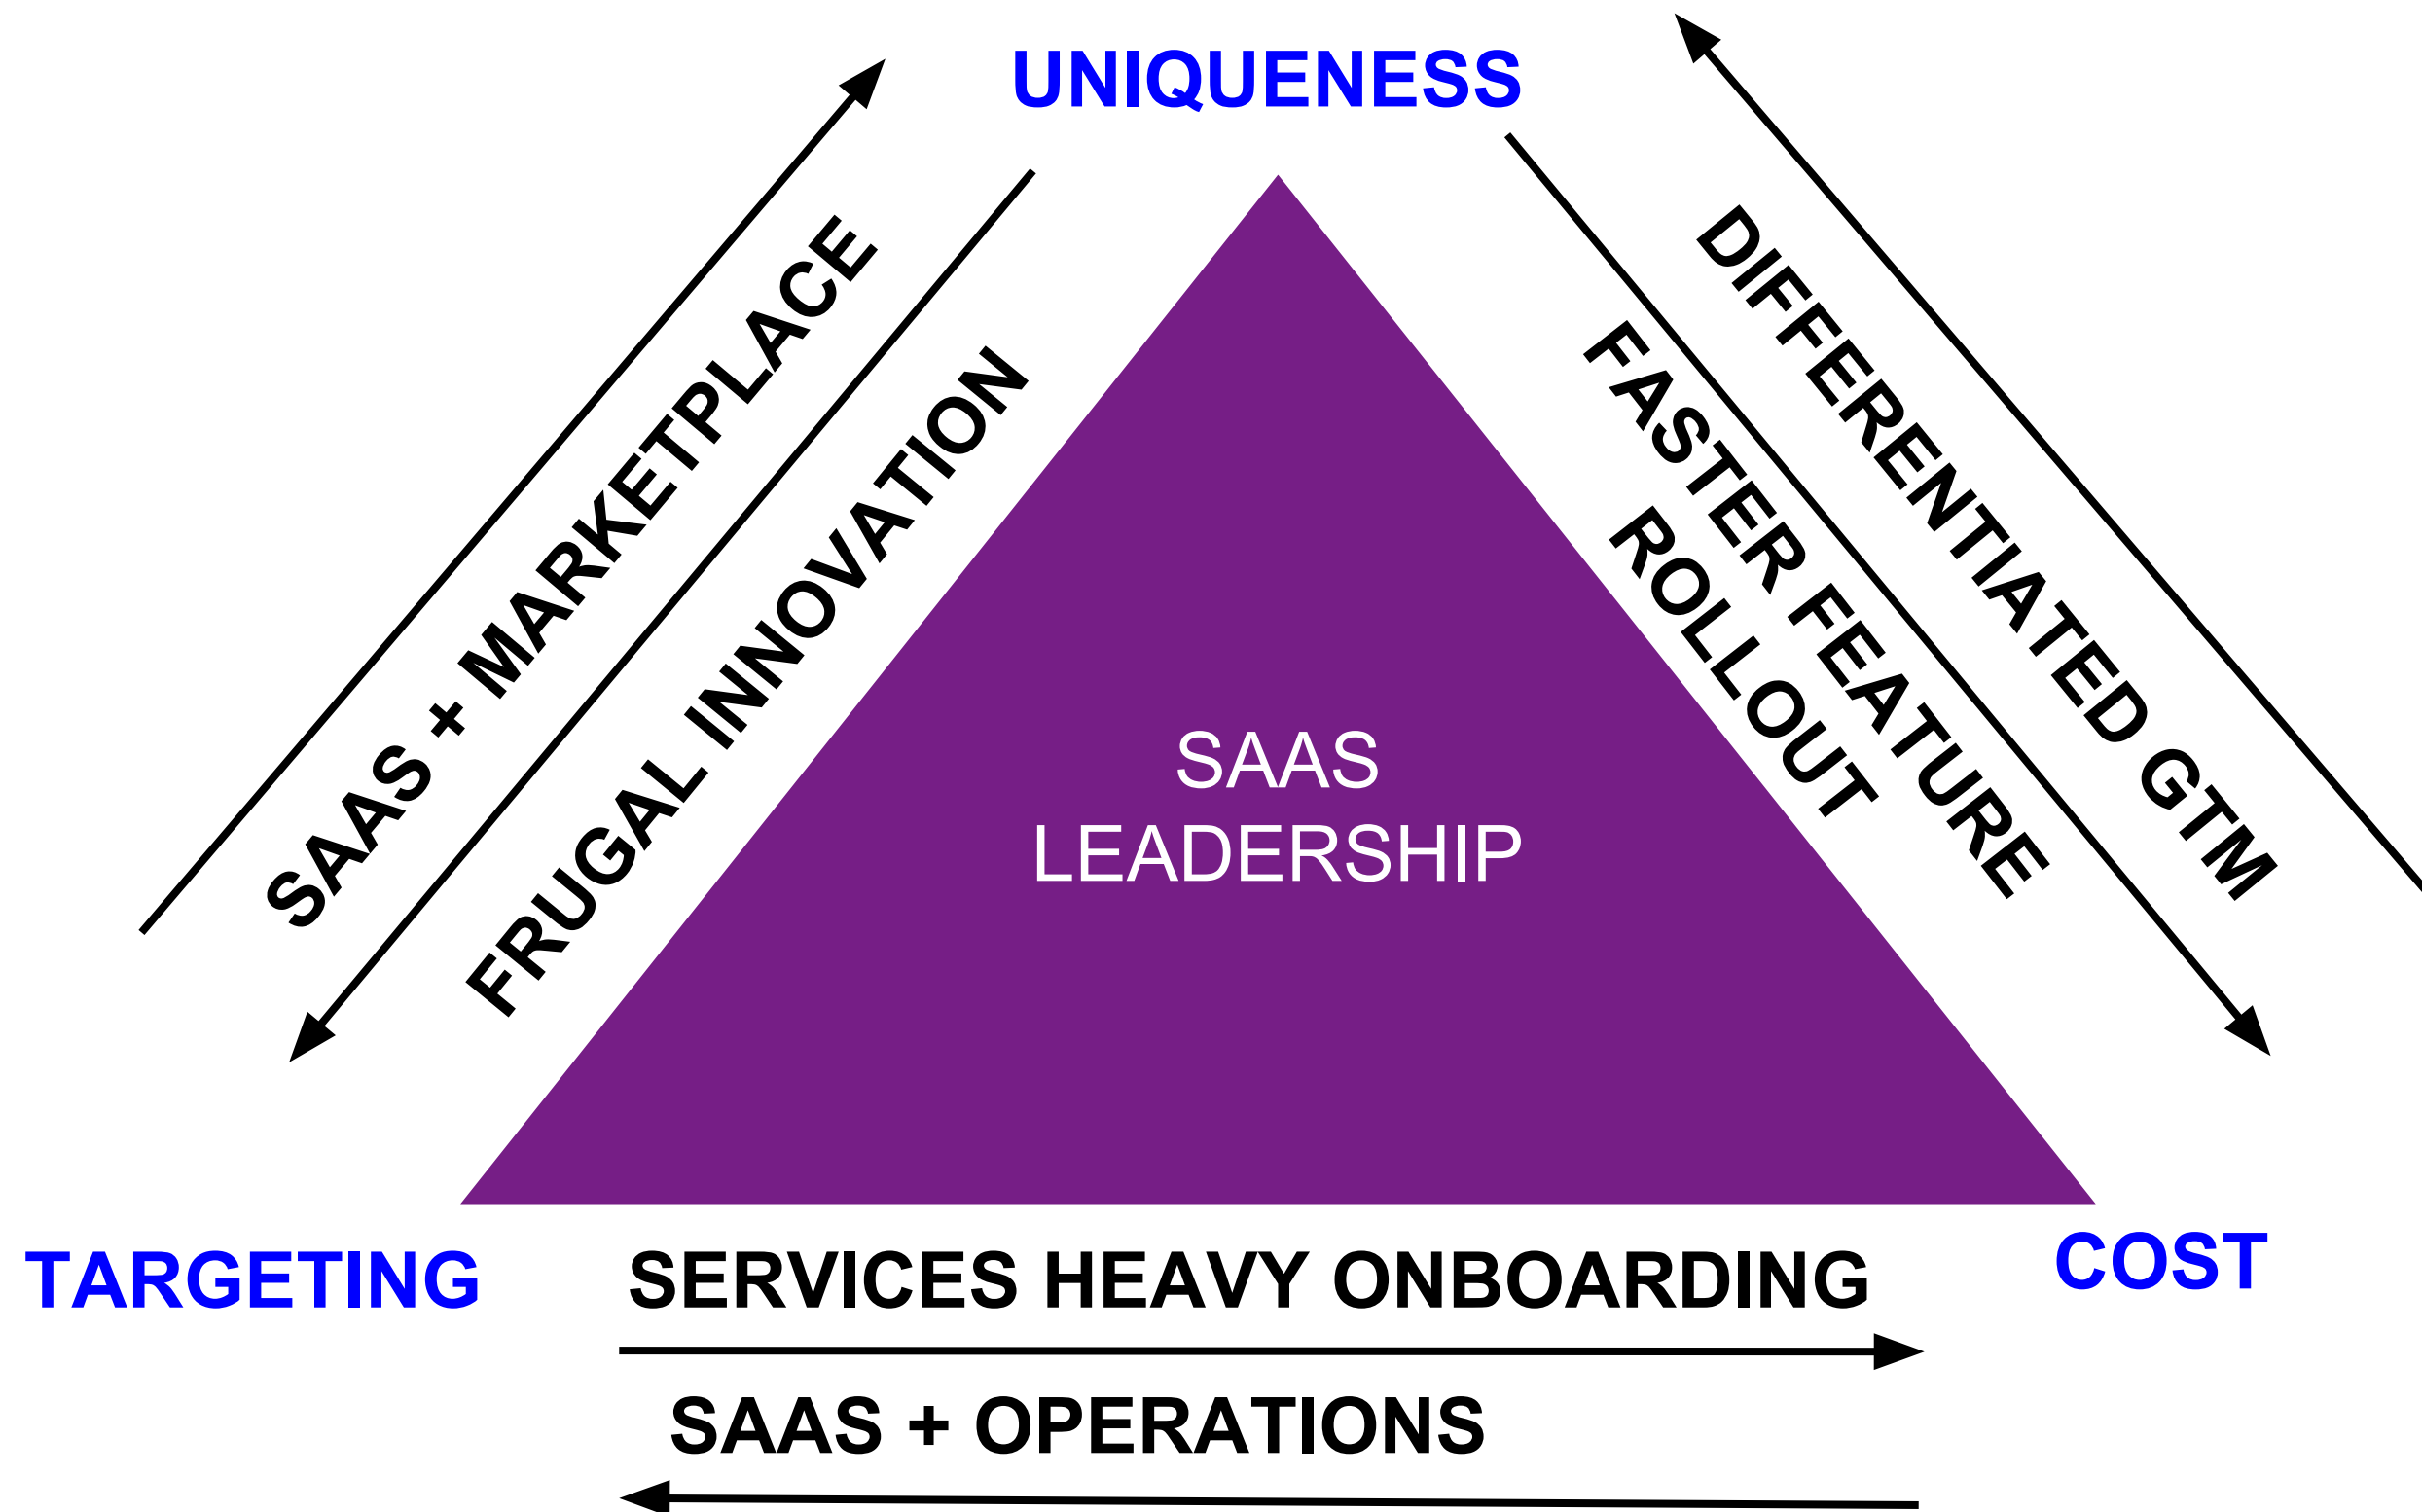 UNIQUENESS
SAAS + MARKETPLACE
FRUGAL INNOVATION
DIFFERENTIATED GTM
FASTER FEATURE
ROLLOUT
SAAS
LEADERSHIP
TARGETING
SERVICES HEAVY ONBOARDING
COST
SAAS + OPERATIONS